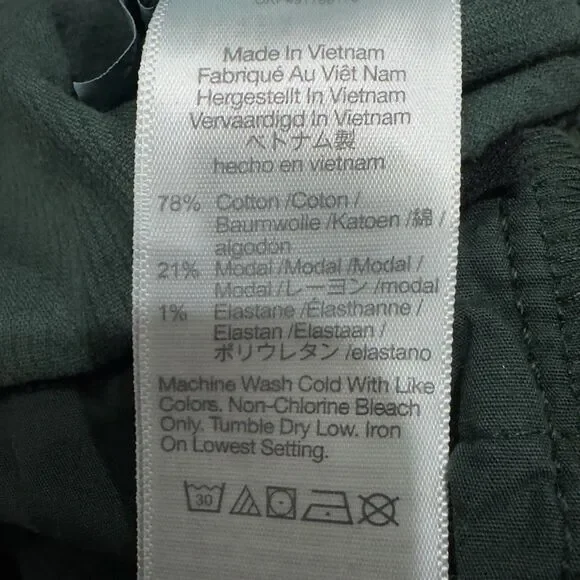 Made In Vietnam
Fabriqué Au Viêt Nam
Hergestellt In Vietnam
Vervaardigd In Vietnam
ベトナム製
hecho en vietnam
78% Cotton /Coton /
Baumwolle /Katoen /綿 /
algodon
21% Modal /Modal /Modal /
Modal /レーヨン /modal
1% Elastane /Élasthanne /
Elastan /Elastaan /
ポリウレタン /elastano
Machine Wash Cold With Like
Colors. Non-Chlorine Bleach
Only. Tumble Dry Low. Iron
On Lowest Setting.
30